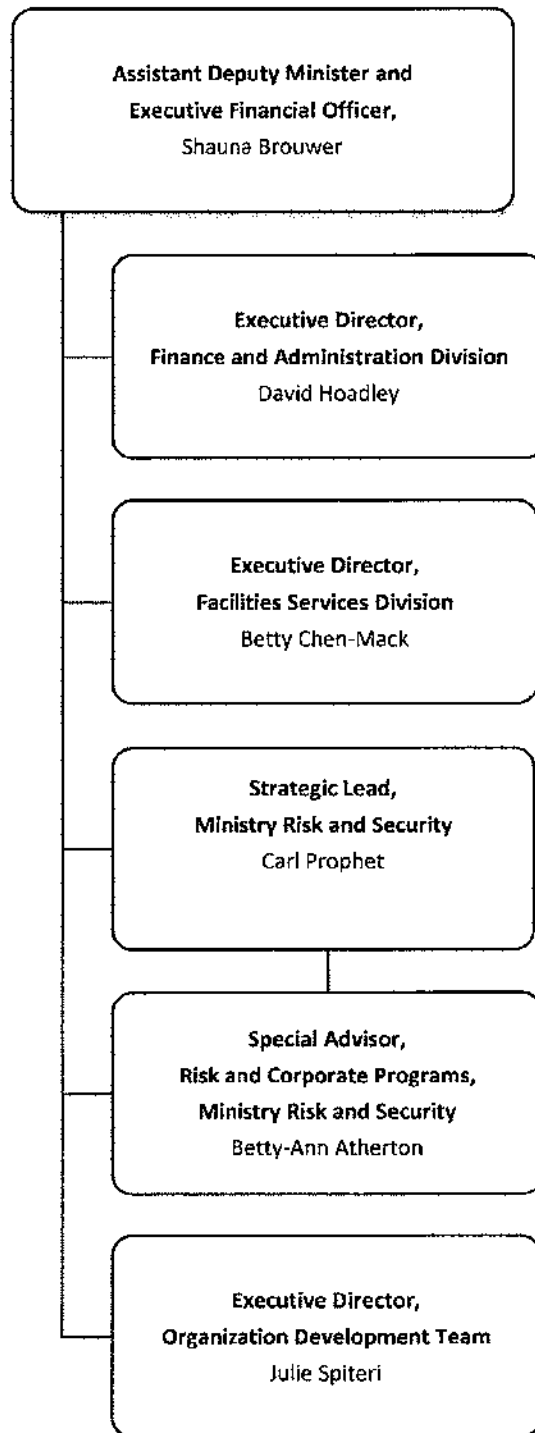 Assistant Deputy Minister and
Executive Financial Officer,
Shauna Brouwer
Executive Director,
Finance and Administration Division
David Hoadley
Executive Director,
Facilities Services Division
Betty Chen-Mack
Strategic Lead,
Ministry Risk and Security
Carl Prophet
Special Advisor,
Risk and Corporate Programs,
Ministry Risk and Security
Betty-Ann Atherton
Executive Director,
Organization Development Team
Julie Spiteri